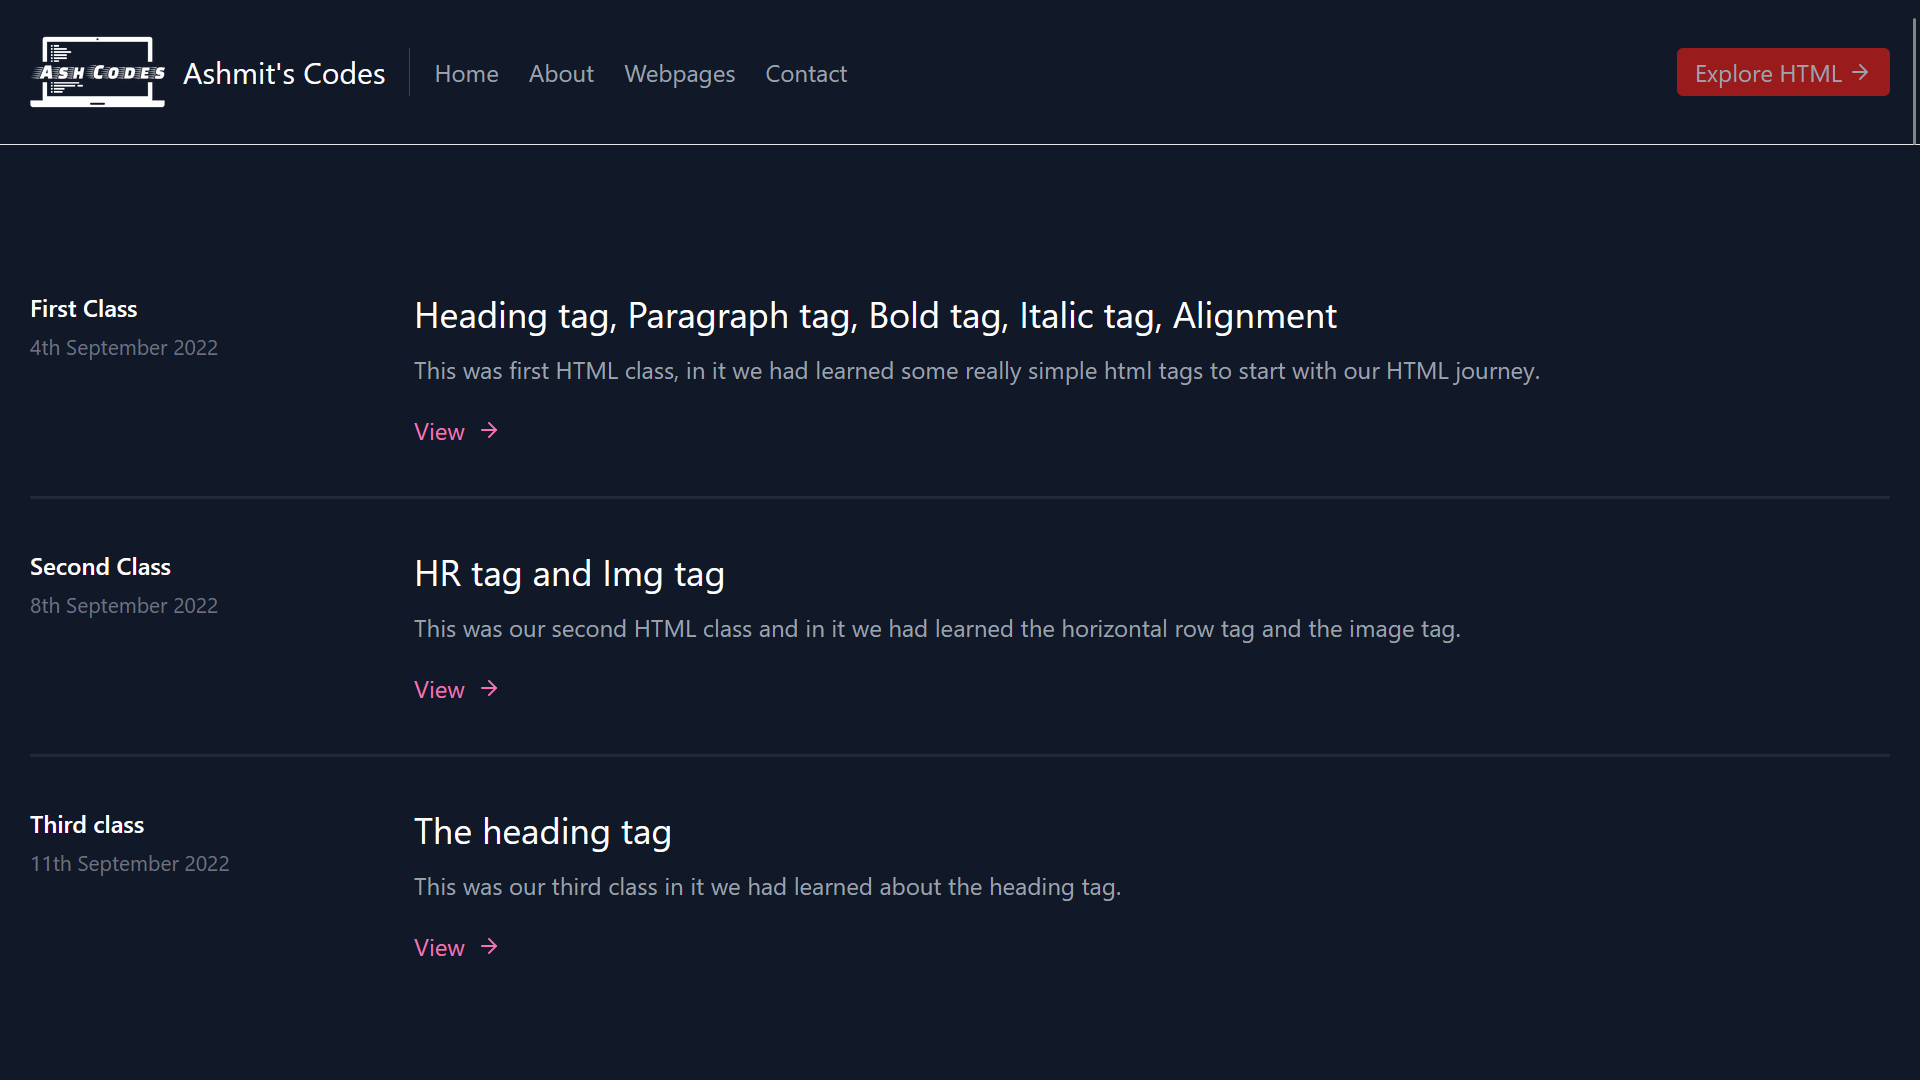 Ash Codes
Ashmit's Codes
Home
About
Webpages
Contact
Explore HTML →
First Class
4th September 2022
Heading tag, Paragraph tag, Bold tag, Italic tag, Alignment
This was first HTML class, in it we had learned some really simple html tags to start with our HTML journey.
View →
Second Class
8th September 2022
HR tag and Img tag
This was our second HTML class and in it we had learned the horizontal row tag and the image tag.
View →
Third class
11th September 2022
The heading tag
This was our third class in it we had learned about the heading tag.
View →